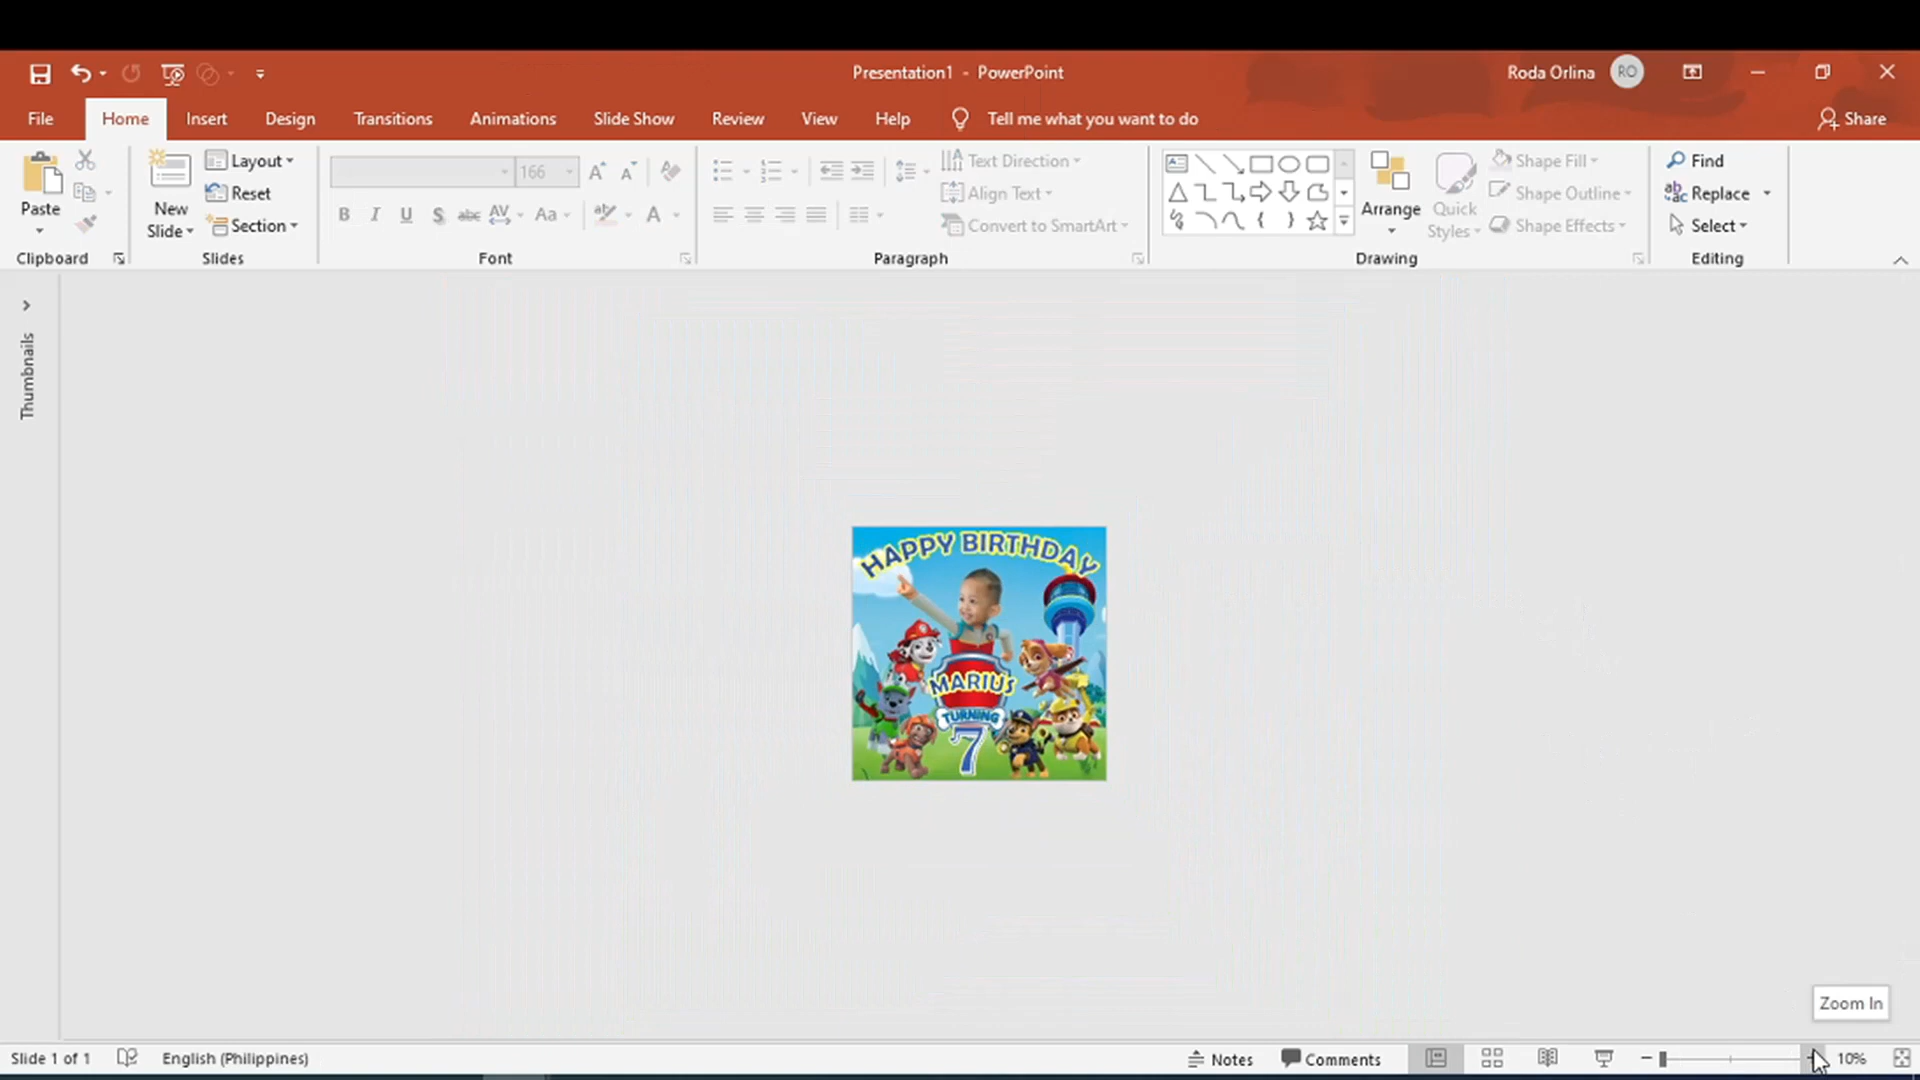 Presentation1 - PowerPoint
Roda Orlina RO
File Home Insert Design Transitions Animations Slide Show Review View Help Tell me what you want to do Share
Paste
New Slide
Layout
Reset
Section
166
B I U S abc AV Aa A
Text Direction
Align Text
Convert to SmartArt
Arrange
Quick Styles
Shape Fill
Shape Outline
Shape Effects
Find
Replace
Select
Clipboard Slides Font Paragraph Drawing Editing
Thumbnails
HAPPY BIRTHDAY
MARIUS
TURNING
7
Zoom In
Slide 1 of 1 English (Philippines) Notes Comments 10%